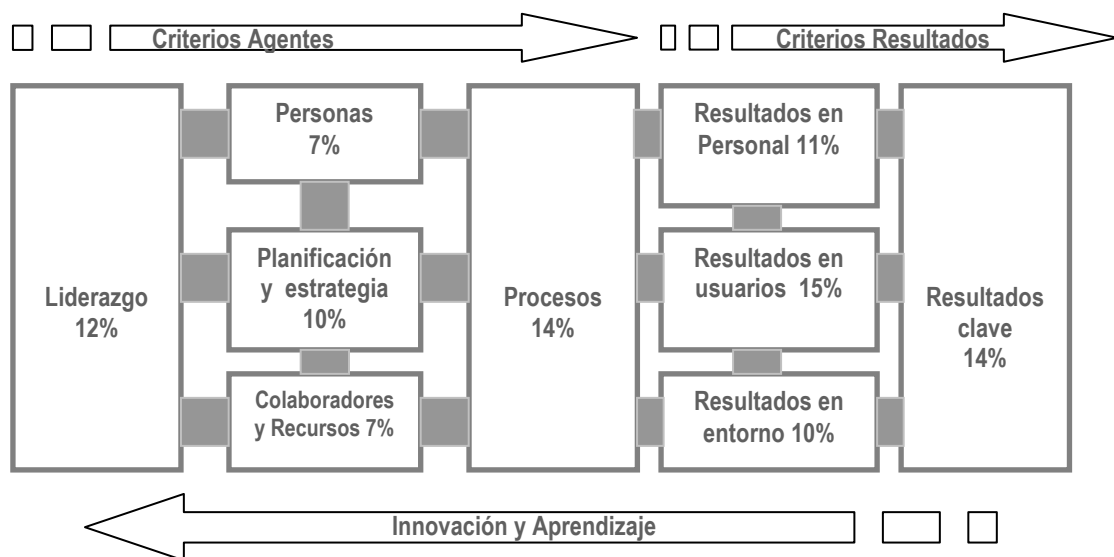 Criterios Agentes
Criterios Resultados
Liderazgo
12%
Personas
7%
Planificación
y estrategia
10%
Colaboradores
y Recursos 7%
Procesos
14%
Resultados en
Personal 11%
Resultados en
usuarios 15%
Resultados en
entorno 10%
Resultados
clave
14%
Innovación y Aprendizaje